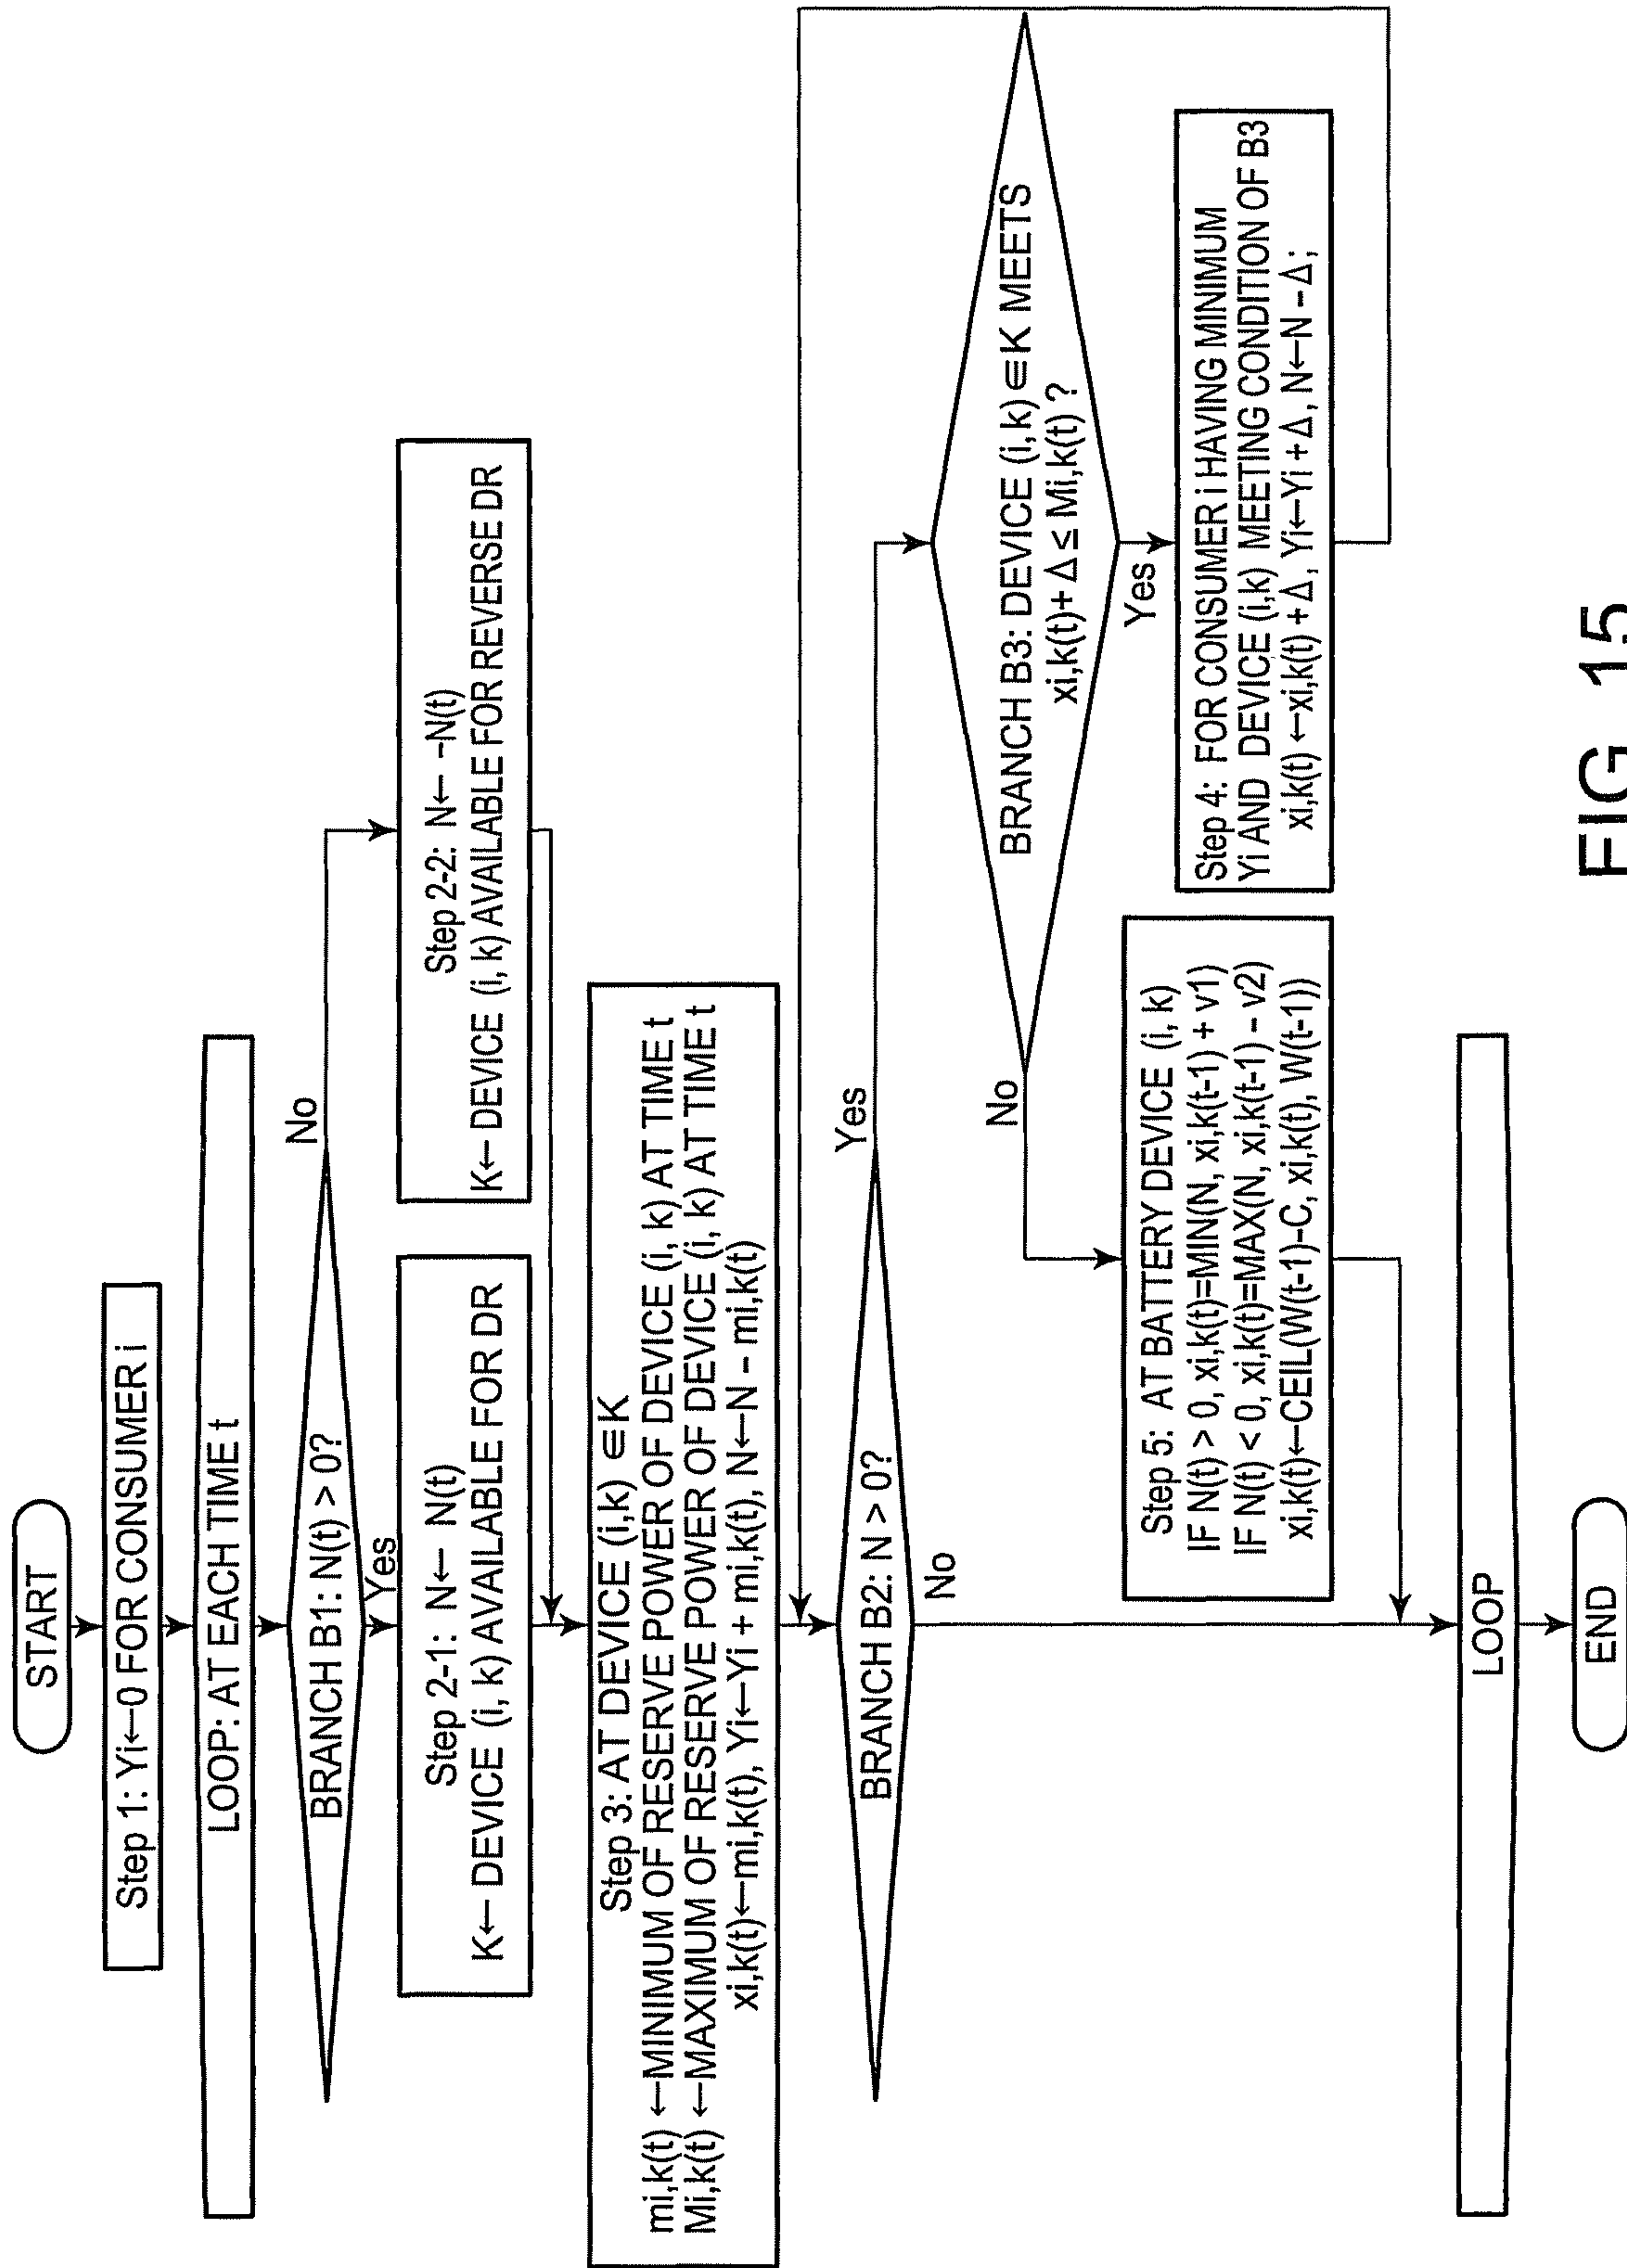 START
Step 1: Yi←0 FOR CONSUMER i
LOOP: AT EACH TIME t
BRANCH B1: N(t) > 0?
No
Yes
Step 2-1: N← N(t)
K← DEVICE (i, k) AVAILABLE FOR DR
Step 2-2: N← -N(t)
K← DEVICE (i, k) AVAILABLE FOR REVERSE DR
Step 3: AT DEVICE (i,k) ∈K
mi,k(t) ←MINIMUM OF RESERVE POWER OF DEVICE (i, k) AT TIME t
Mi,k(t) ←MAXIMUM OF RESERVE POWER OF DEVICE (i, k) AT TIME t
xi,k(t)←mi,k(t), Yi←Yi + mi,k(t), N←N - mi,k(t)
BRANCH B2: N > 0?
Yes
No
BRANCH B3: DEVICE (i,k) ∈K MEETS
xi,k(t)+ Δ ≤ Mi,k(t) ?
No
Yes
Step 4: FOR CONSUMER i HAVING MINIMUM
Yi AND DEVICE (i,k) MEETING CONDITION OF B3
xi,k(t) ←xi,k(t) + Δ, Yi←Yi + Δ, N←N - Δ;
Step 5: AT BATTERY DEVICE (i, k)
IF N(t) > 0, xi,k(t)=MIN(N, xi,k(t-1) + v1)
IF N(t) < 0, xi,k(t)=MAX(N, xi,k(t-1) - v2)
xi,k(t)←CEIL(W(t-1)-C, xi,k(t), W(t-1))
LOOP
END
FIG. 15